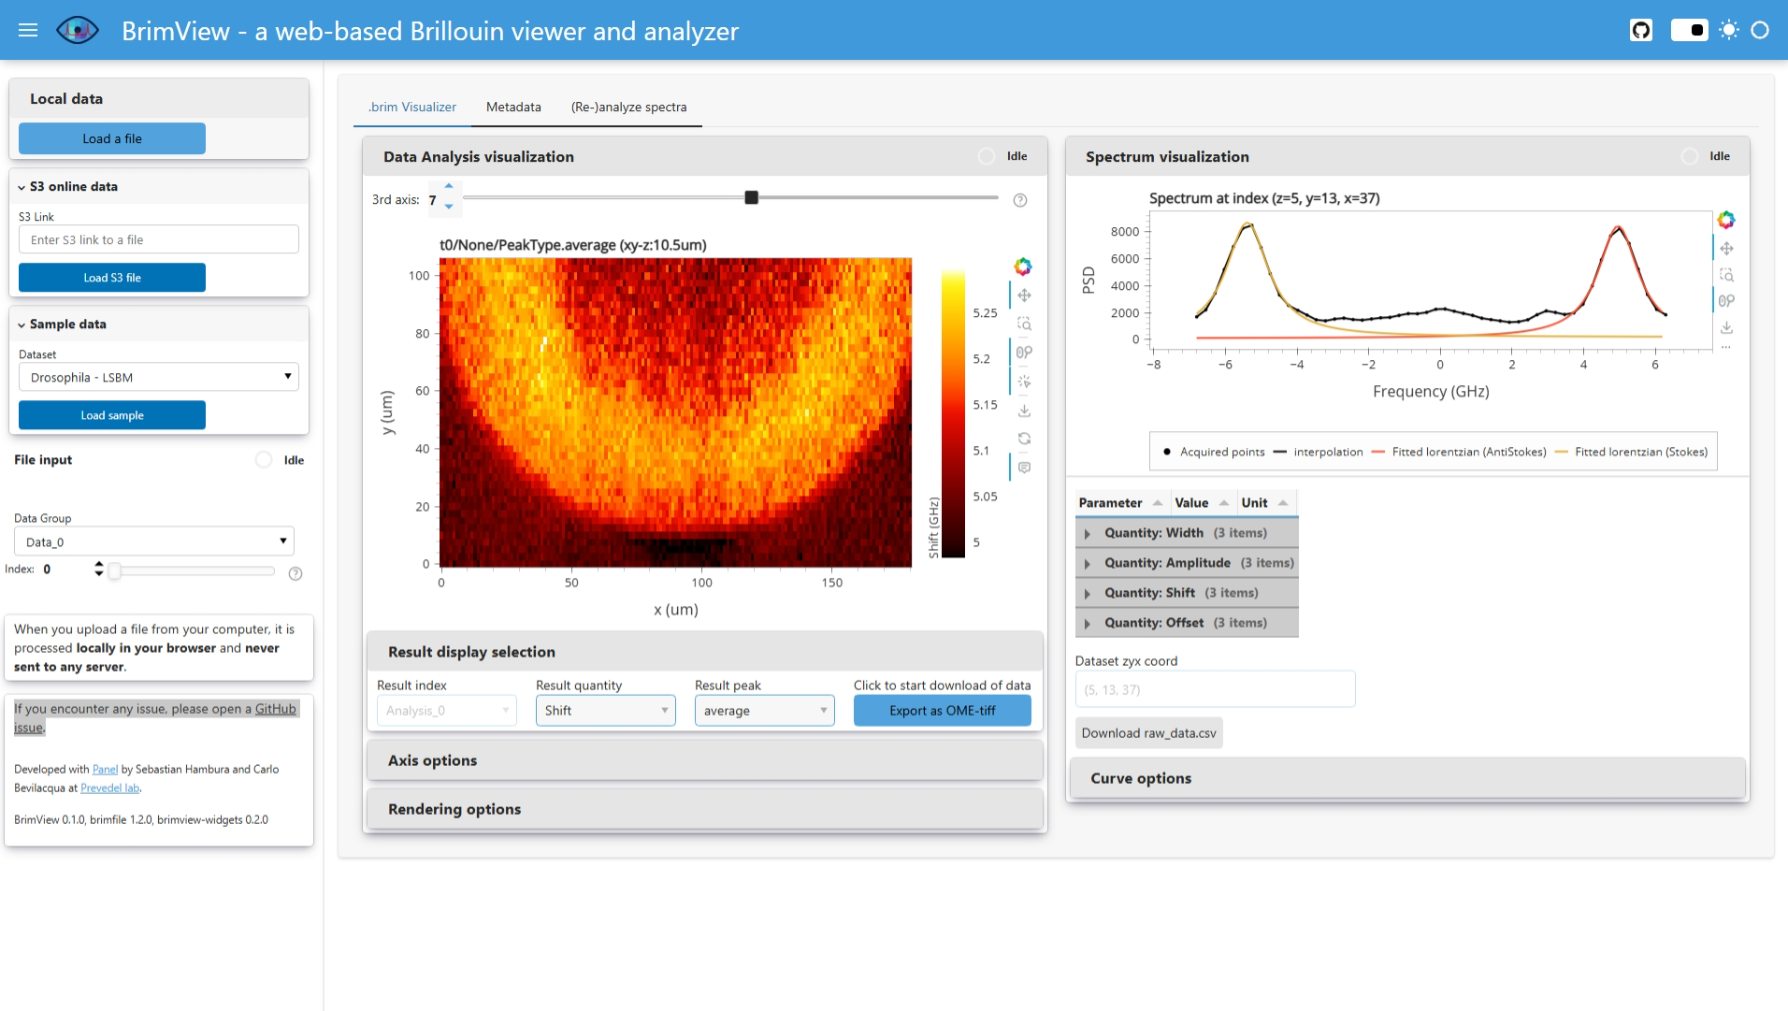 BrimView - a web-based Brillouin viewer and analyzer
Local data
Load a file
S3 online data
S3 Link
Enter S3 link to a file
Load S3 file
Sample data
Dataset
Drosophila - LSBM
Load sample
File input
Idle
Data Group
Data_0
Index: 0
When you upload a file from your computer, it is
processed locally in your browser and never
sent to any server.
If you encounter any issue, please open a GitHub
issue.
Developed with Panel by Sebastian Hambura and Carlo
Bevilacqua at Prevedel lab.
BrimView 0.1.0, brimfile 1.2.0, brimview-widgets 0.2.0
.brim Visualizer Metadata (Re-)analyze spectra
Data Analysis visualization
Idle
3rd axis: 7
t0/None/PeakType.average (xy-z:10.5um)
100
80
60
40
20
0
y (um)
0 50 100 150
x (um)
5.25
5.2
5.15
5.1
5.05
5
Shift (GHz)
Result display selection
Result index Result quantity Result peak Click to start download of data
Analysis_0 Shift average Export as OME-tiff
Axis options
Rendering options
Spectrum visualization
Idle
Spectrum at index (z=5, y=13, x=37)
8000
6000
4000
2000
0
PSD
−8 −6 −4 −2 0 2 4 6
Frequency (GHz)
Acquired points interpolation Fitted lorentzian (AntiStokes) Fitted lorentzian (Stokes)
Parameter Value Unit
Quantity: Width (3 items)
Quantity: Amplitude (3 items)
Quantity: Shift (3 items)
Quantity: Offset (3 items)
Dataset zyx coord
(5, 13, 37)
Download raw_data.csv
Curve options